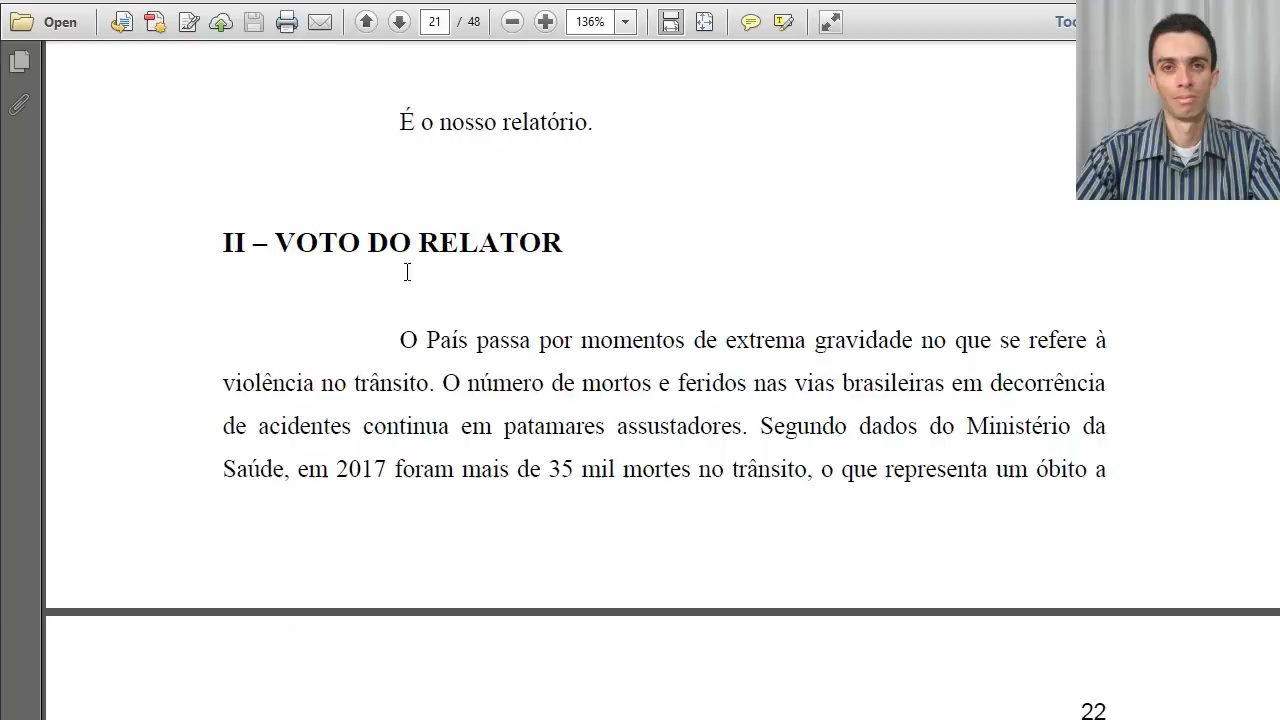 Open
21 / 48
136%
É o nosso relatório.
II – VOTO DO RELATOR
O País passa por momentos de extrema gravidade no que se refere à
violência no trânsito. O número de mortos e feridos nas vias brasileiras em decorrência
de acidentes continua em patamares assustadores. Segundo dados do Ministério da
Saúde, em 2017 foram mais de 35 mil mortes no trânsito, o que representa um óbito a
22